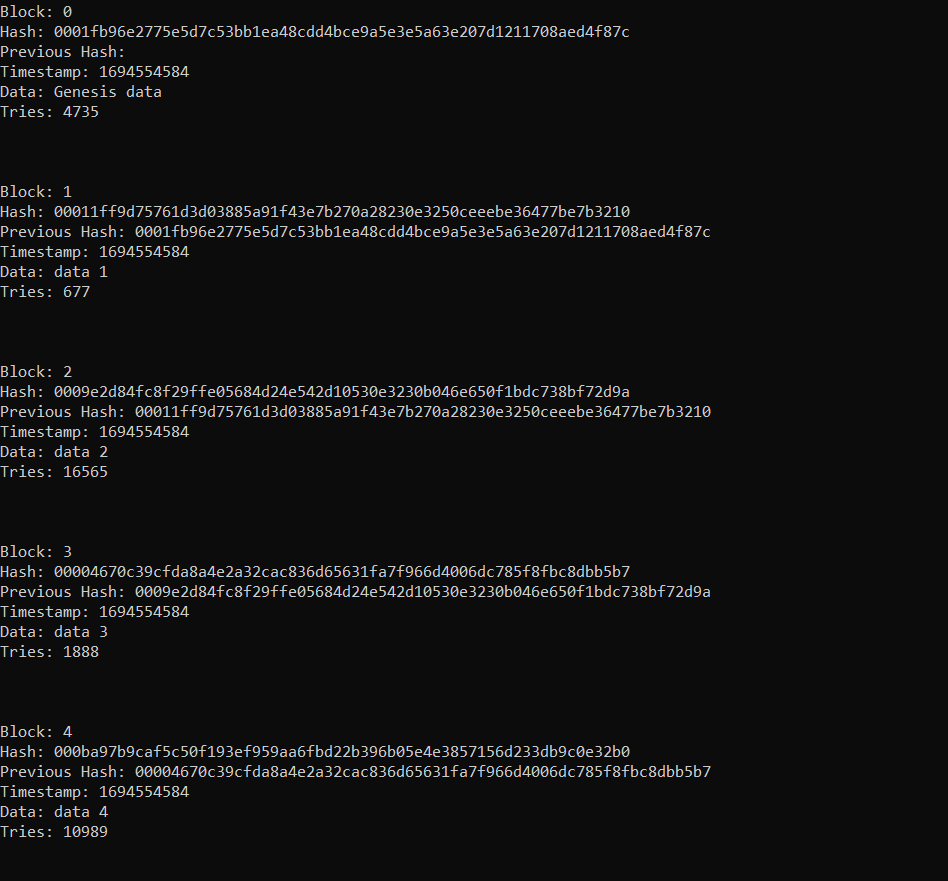 Block: 0
Hash: 0001fb96e2775e5d7c53bb1ea48cdd4bce9a5e3e5a63e207d1211708aed4f87c
Previous Hash:
Timestamp: 1694554584
Data: Genesis data
Tries: 4735
Block: 1
Hash: 00011ff9d75761d3d03885a91f43e7b270a28230e3250ceeebe36477be7b3210
Previous Hash: 0001fb96e2775e5d7c53bb1ea48cdd4bce9a5e3e5a63e207d1211708aed4f87c
Timestamp: 1694554584
Data: data 1
Tries: 677
Block: 2
Hash: 0009e2d84fc8f29ffe05684d24e542d10530e3230b046e650f1bdc738bf72d9a
Previous Hash: 00011ff9d75761d3d03885a91f43e7b270a28230e3250ceeebe36477be7b3210
Timestamp: 1694554584
Data: data 2
Tries: 16565
Block: 3
Hash: 00004670c39cfda8a4e2a32cac836d65631fa7f966d4006dc785f8fbc8dbb5b7
Previous Hash: 0009e2d84fc8f29ffe05684d24e542d10530e3230b046e650f1bdc738bf72d9a
Timestamp: 1694554584
Data: data 3
Tries: 1888
Block: 4
Hash: 000ba97b9caf5c50f193ef959aa6fbd22b396b05e4e3857156d233db9c0e32b0
Previous Hash: 00004670c39cfda8a4e2a32cac836d65631fa7f966d4006dc785f8fbc8dbb5b7
Timestamp: 1694554584
Data: data 4
Tries: 10989